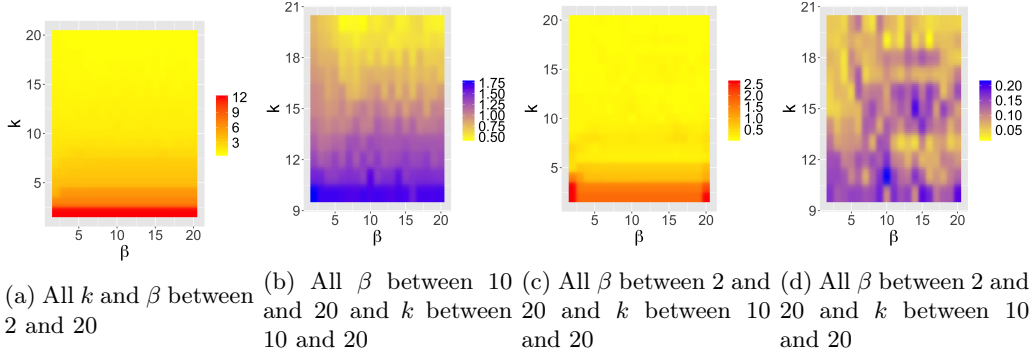 20
15
10
5
k
5
10
15
20
β
12
9
6
3
21
18
15
12
9
k
5
10
15
20
β
1.75
1.50
1.25
1.00
0.75
0.50
20
15
10
5
k
5
10
15
20
β
2.5
2.0
1.5
1.0
0.5
21
18
15
12
9
k
5
10
15
20
β
0.20
0.15
0.10
0.05
(a) All k and β between
2 and 20
(b) All β between 10
and 20 and k between
10 and 20
(c) All β between 2 and
20 and k between 10
and 20
(d) All β between 2 and
20 and k between 10
and 20